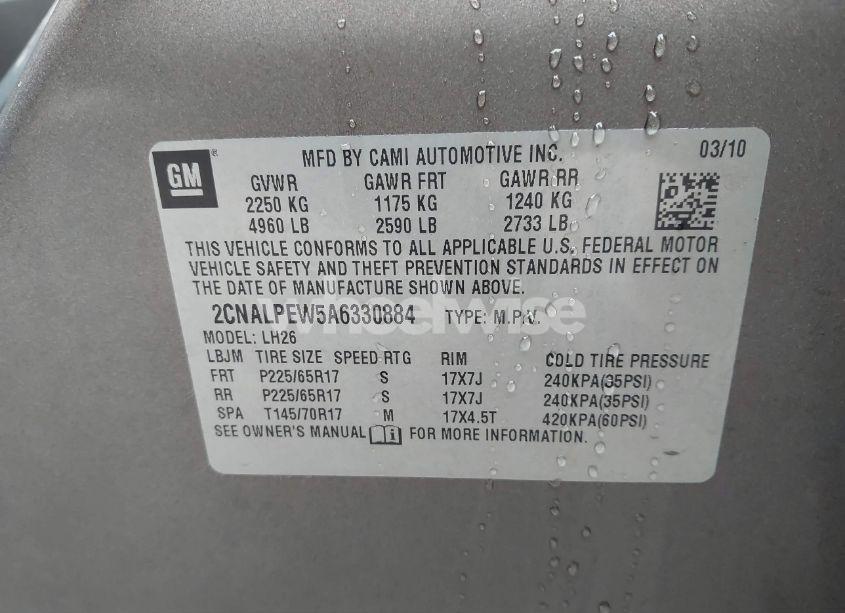 GM® MFD BY CAMI AUTOMOTIVE INC. 03/10
GVWR GAWR FRT GAWR RR
2250 KG 1175 KG 1240 KG
4960 LB 2590 LB 2733 LB
THIS VEHICLE CONFORMS TO ALL APPLICABLE U.S. FEDERAL MOTOR
VEHICLE SAFETY AND THEFT PREVENTION STANDARDS IN EFFECT ON
THE DATE OF MANUFACTURE SHOWN ABOVE.
2CNALPEW5A6330884 TYPE: M.P.V.
wheelwise
MODEL: LH26
LBJM TIRE SIZE SPEED RTG RIM COLD TIRE PRESSURE
FRT P225/65R17 S 17X7J 240KPA(35PSI)
RR P225/65R17 S 17X7J 240KPA(35PSI)
SPA T145/70R17 M 17X4.5T 420KPA(60PSI)
SEE OWNER'S MANUAL i FOR MORE INFORMATION.